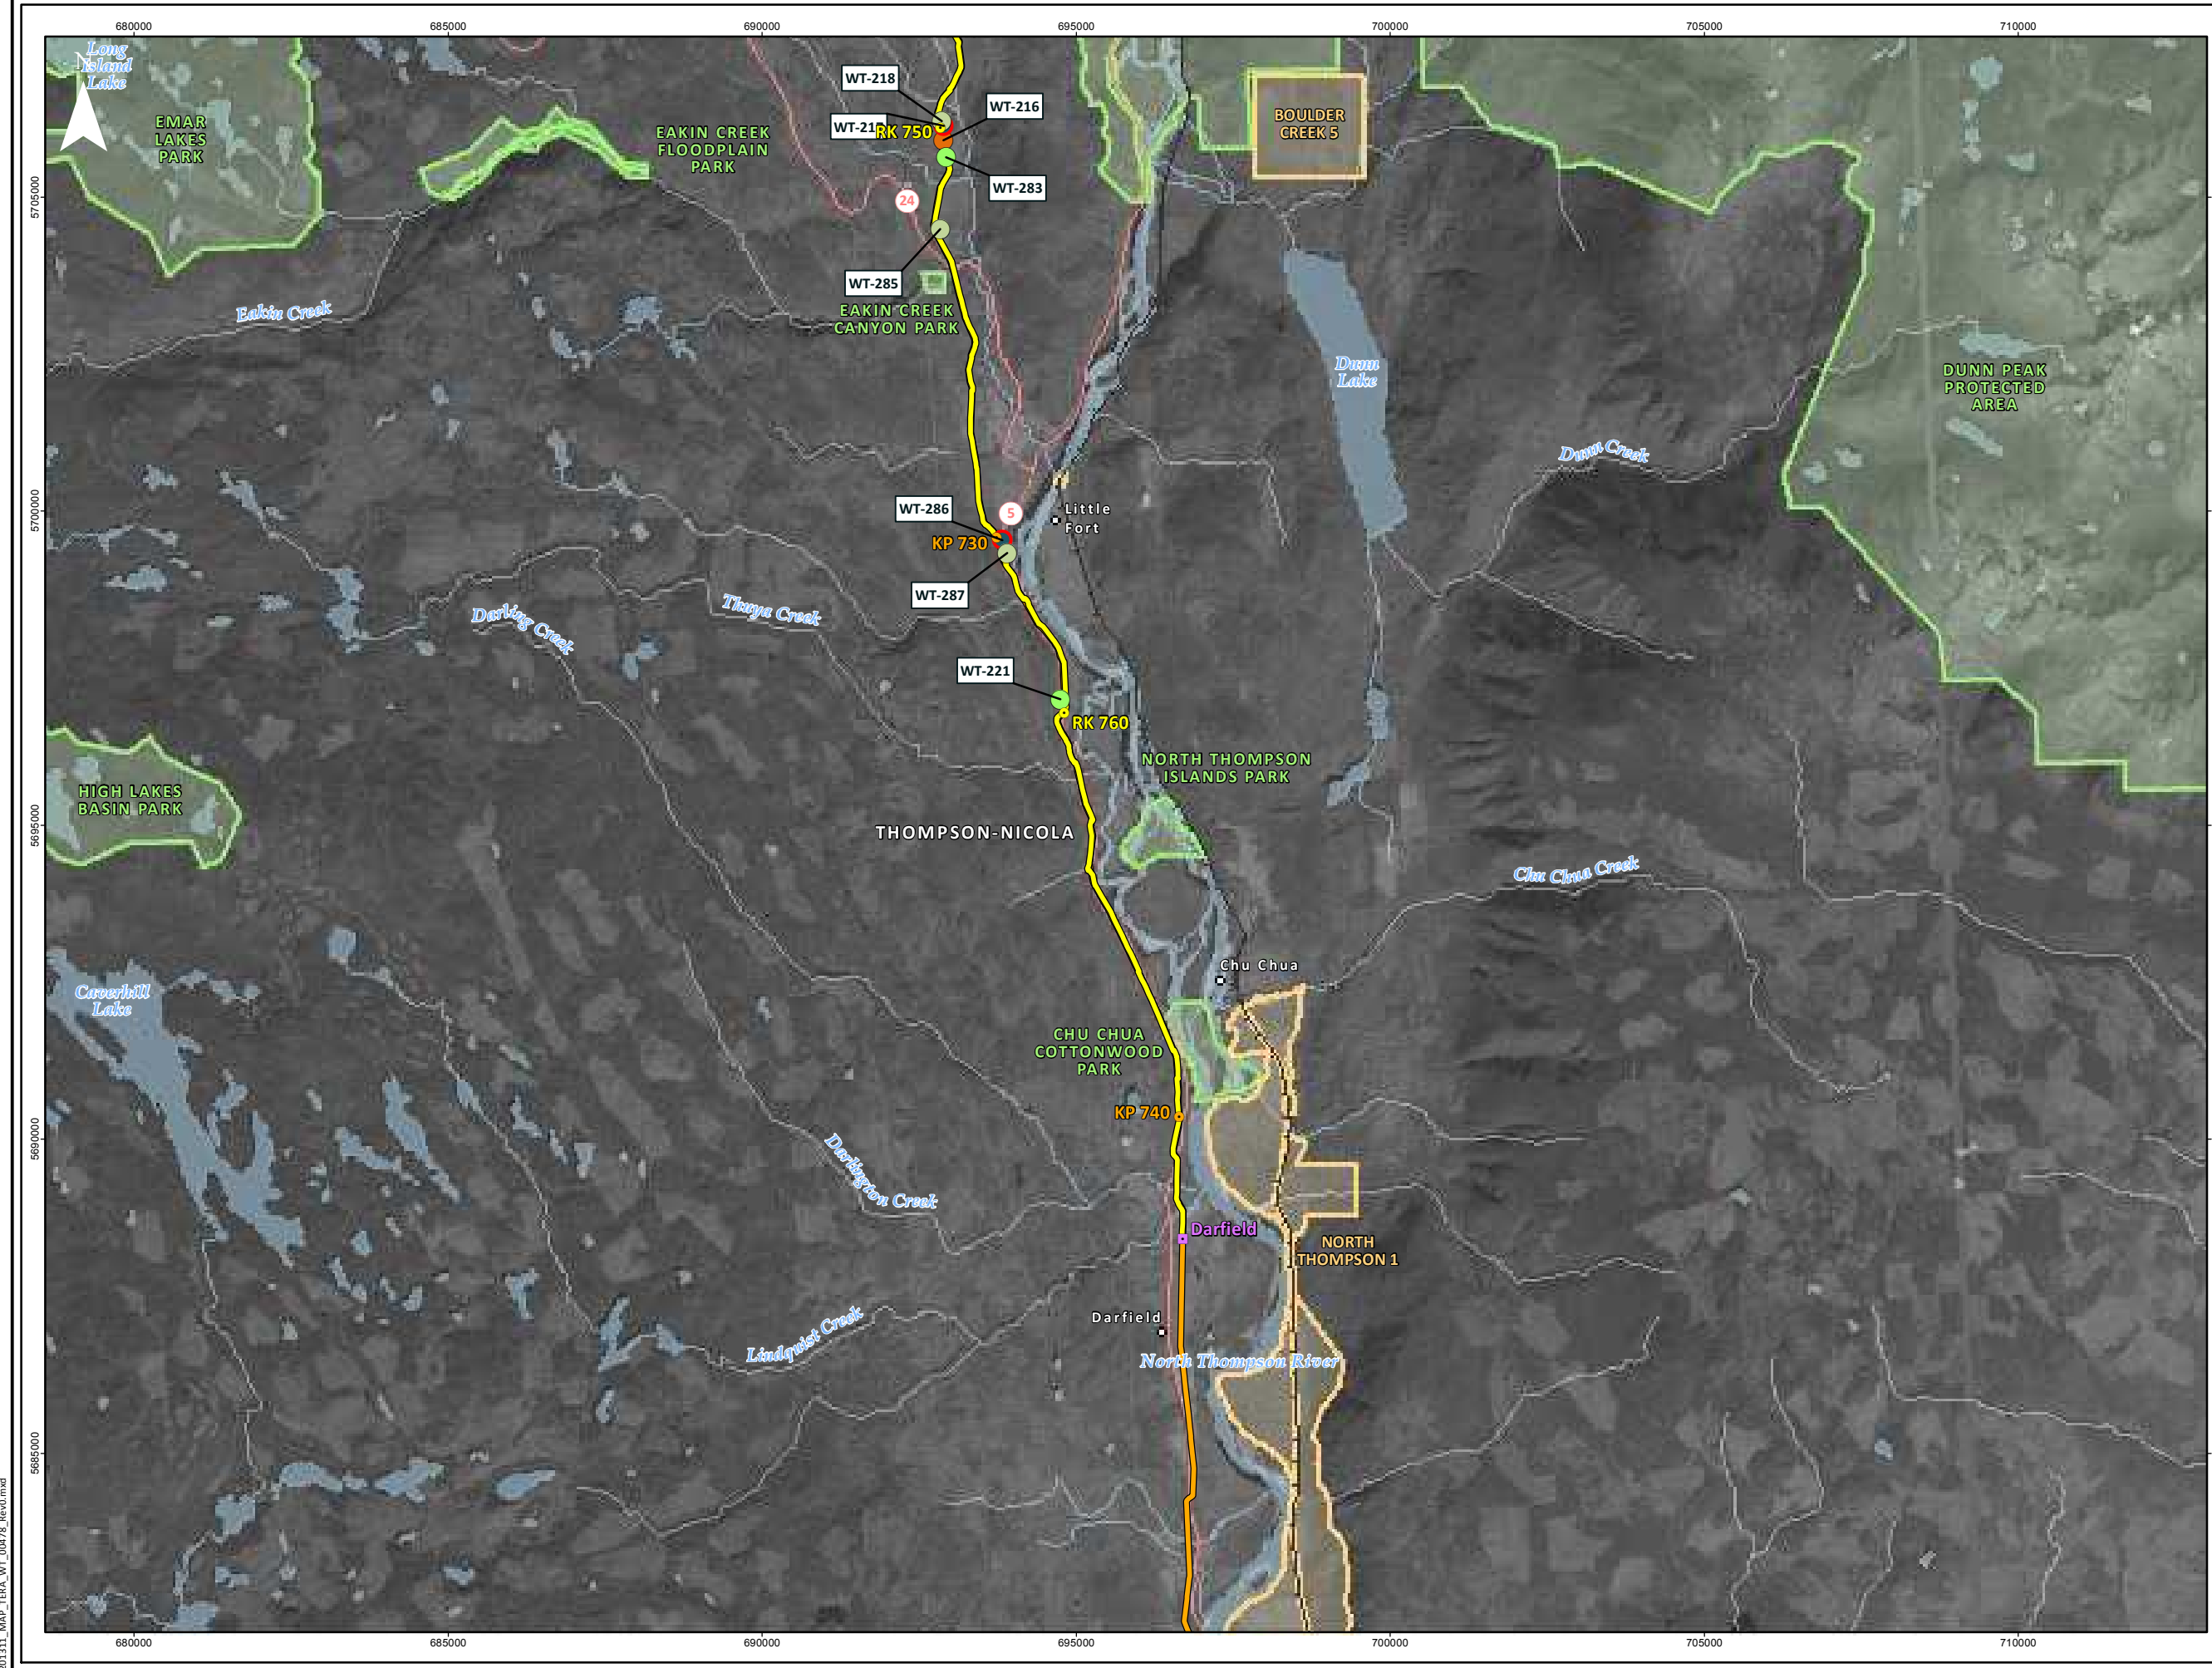 680000
685000
690000
695000
700000
705000
710000
Long
Island
Lake
N
EMAR
LAKES
PARK
EAKIN CREEK
FLOODPLAIN
PARK
WT-218
WT-216
RK 750
WT-283
BOULDER
CREEK 5
5705000
24
WT-285
EAKIN CREEK
CANYON PARK
Eakin Creek
Dunn
Lake
DUNN PEAK
PROTECTED
AREA
Dunn Creek
5700000
WT-286
5
Little
Fort
KP 730
WT-287
Darling Creek
Thuya Creek
WT-221
RK 760
NORTH THOMPSON
ISLANDS PARK
HIGH LAKES
BASIN PARK
5695000
THOMPSON-NICOLA
Chu Chua Creek
Chu Chua
Caverhill
Lake
CHU CHUA
COTTONWOOD
PARK
KP 740
5690000
Darlington Creek
Darfield
NORTH
THOMPSON 1
Darfield
Lindquist Creek
North Thompson River
5685000
201311_MAP_TERA_WT_00478_Rev0.mxd
680000
685000
690000
695000
700000
705000
710000